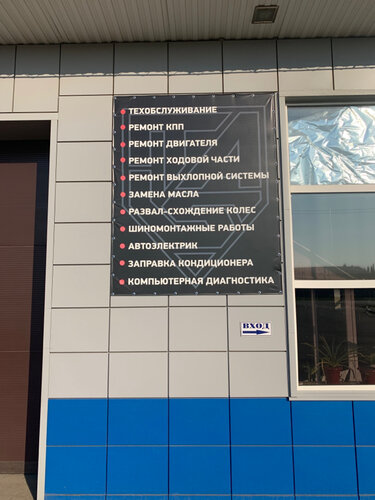 ТЕХОБСЛУЖИВАНИЕ
РЕМОНТ КПП
РЕМОНТ ДВИГАТЕЛЯ
РЕМОНТ ХОДОВОЙ ЧАСТИ
РЕМОНТ ВЫХЛОПНОЙ СИСТЕМЫ
ЗАМЕНА МАСЛА
РАЗВАЛ-СХОЖДЕНИЕ КОЛЕС
ШИНОМОНТАЖНЫЕ РАБОТЫ
АВТОЭЛЕКТРИК
ЗАПРАВКА КОНДИЦИОНЕРА
КОМПЬЮТЕРНАЯ ДИАГНОСТИКА
ВХОД